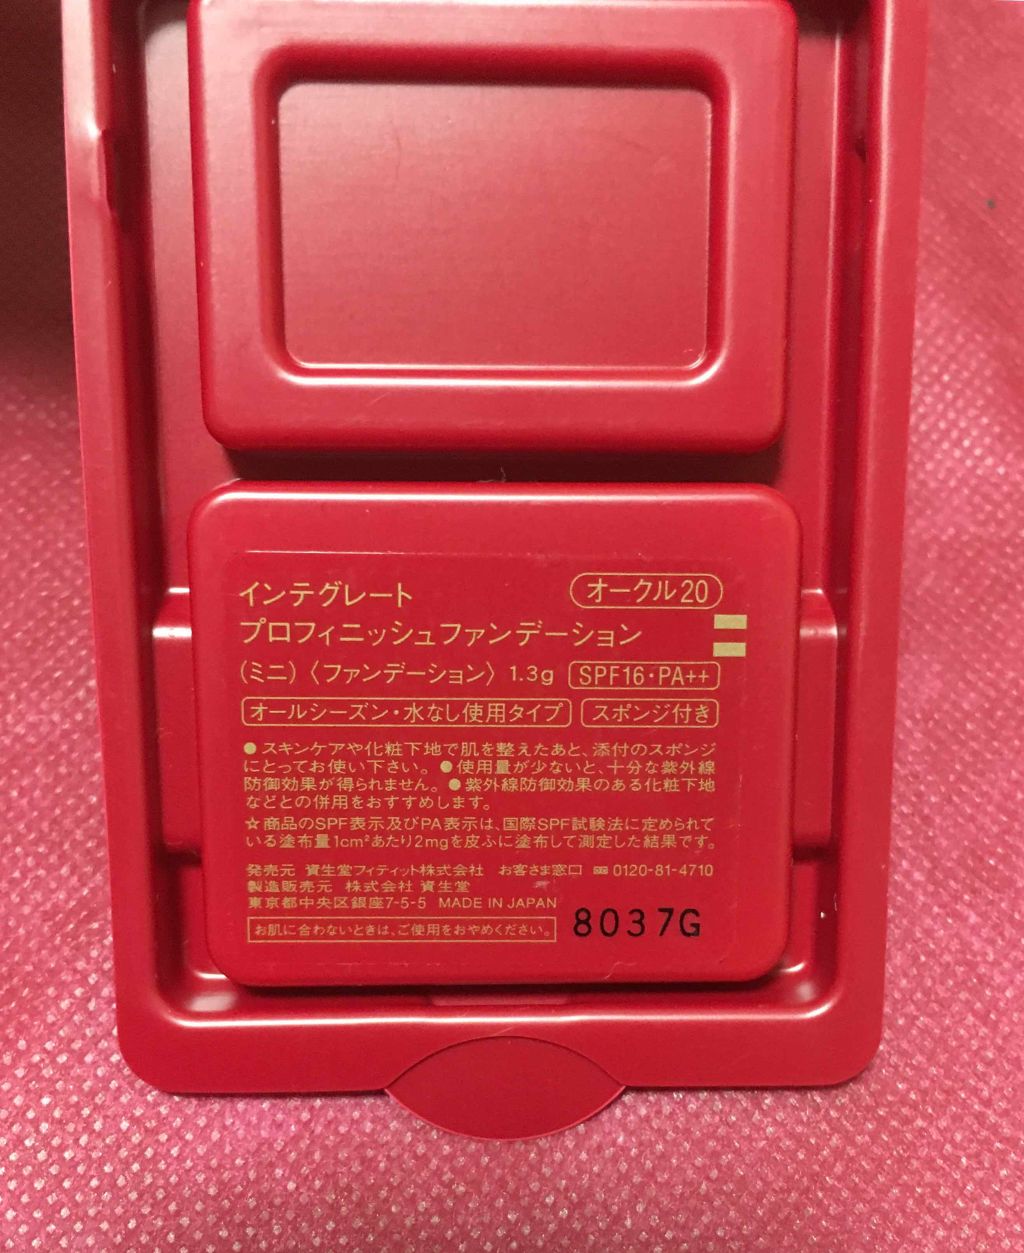 インテグレート オークル20
プロフィニッシュファンデーション
(ミニ)〈ファンデーション〉1.3g SPF16・PA++
オールシーズン・水なし使用タイプ スポンジ付き
●スキンケアや化粧下地で肌を整えたあと、添付のスポンジ
にとってお使い下さい。●使用量が少ないと、十分な紫外線
防御効果が得られません。●紫外線防御効果のある化粧下地
などとの併用をおすすめします。
☆商品のSPF表示及びPA表示は、国際SPF試験法に定められて
いる塗布量1cm²あたり2mgを皮ふに塗布して測定した結果です。
発売元 資生堂フィティット株式会社 お客さま窓口 0120-81-4710
製造販売元 株式会社 資生堂
東京都中央区銀座7-5-5 MADE IN JAPAN
お肌に合わないときは、ご使用をおやめください。 8037G